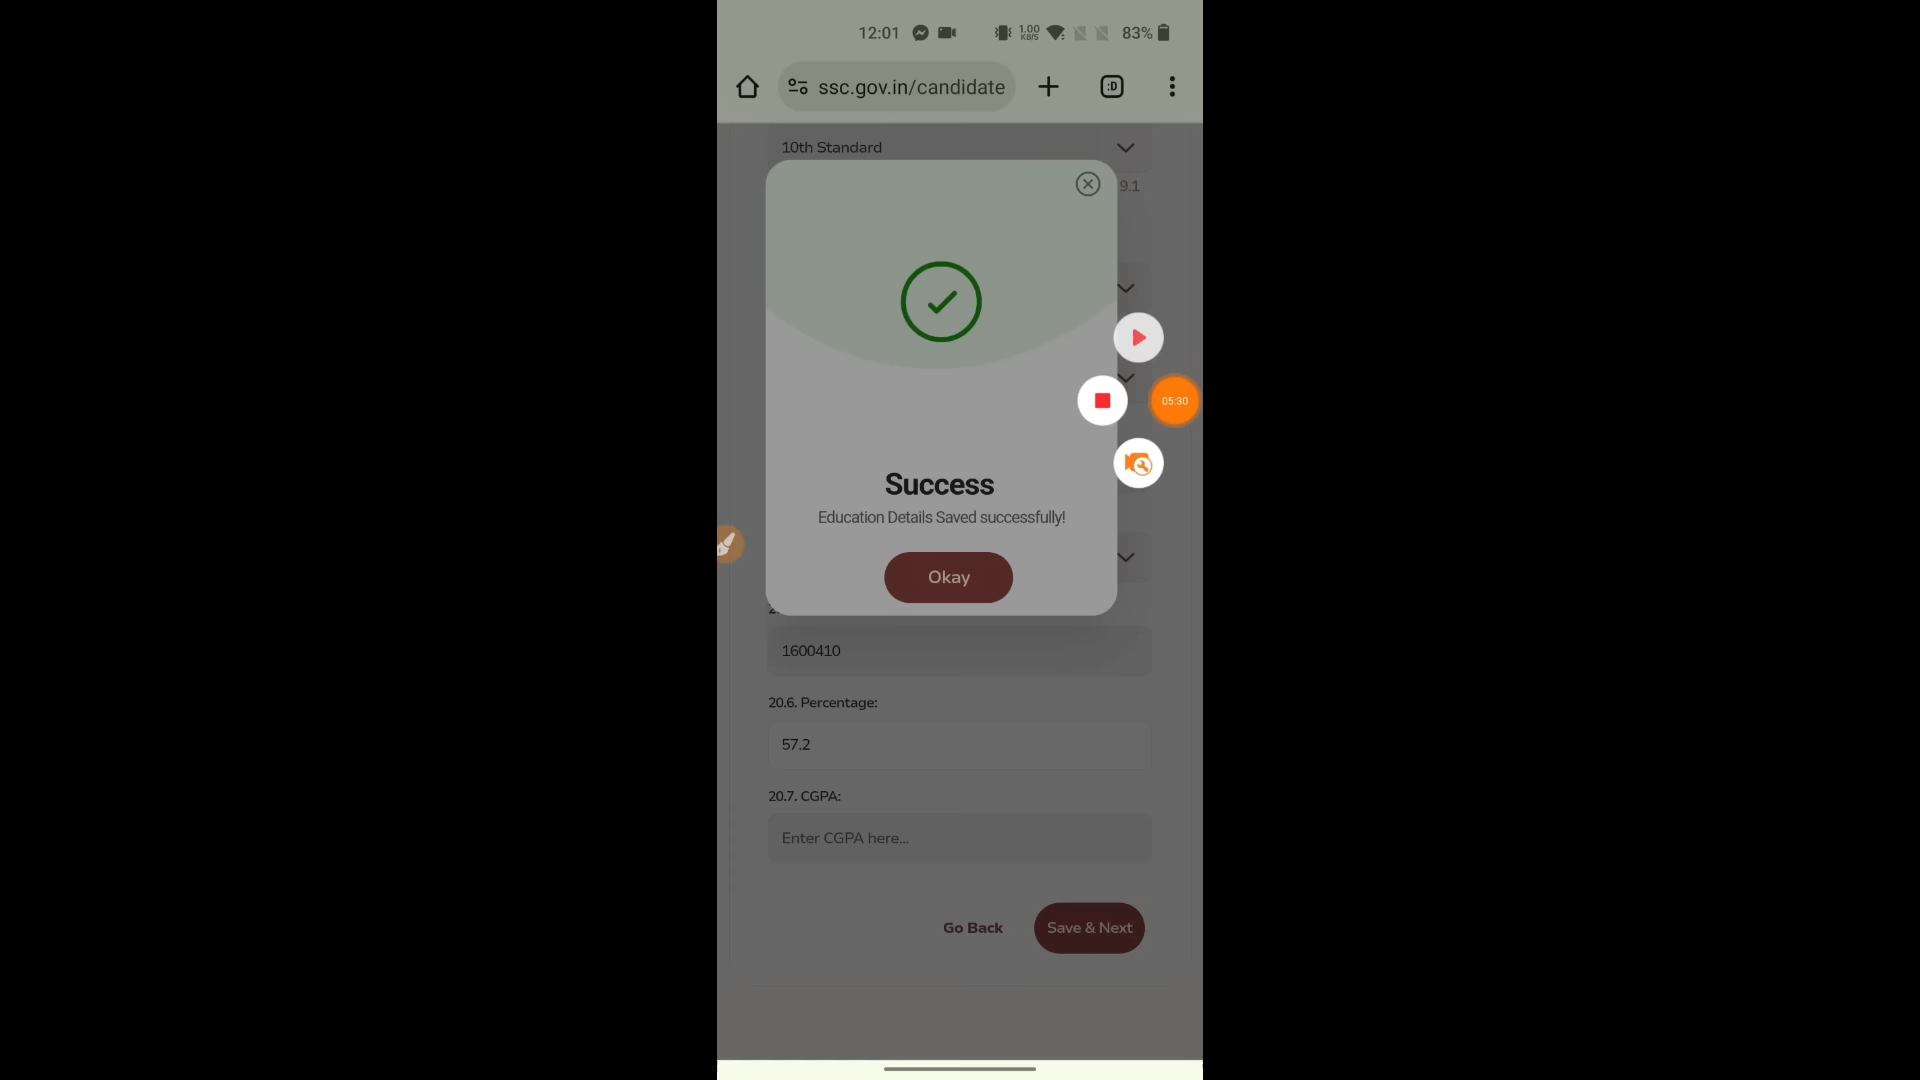 12:01
1.00
KB/S
83%
ssc.gov.in/candidate
:D
10th Standard
9.1
05:30
Success
Education Details Saved successfully!
Okay
1600410
20.6. Percentage:
57.2
20.7. CGPA:
Enter CGPA here...
Go Back
Save & Next